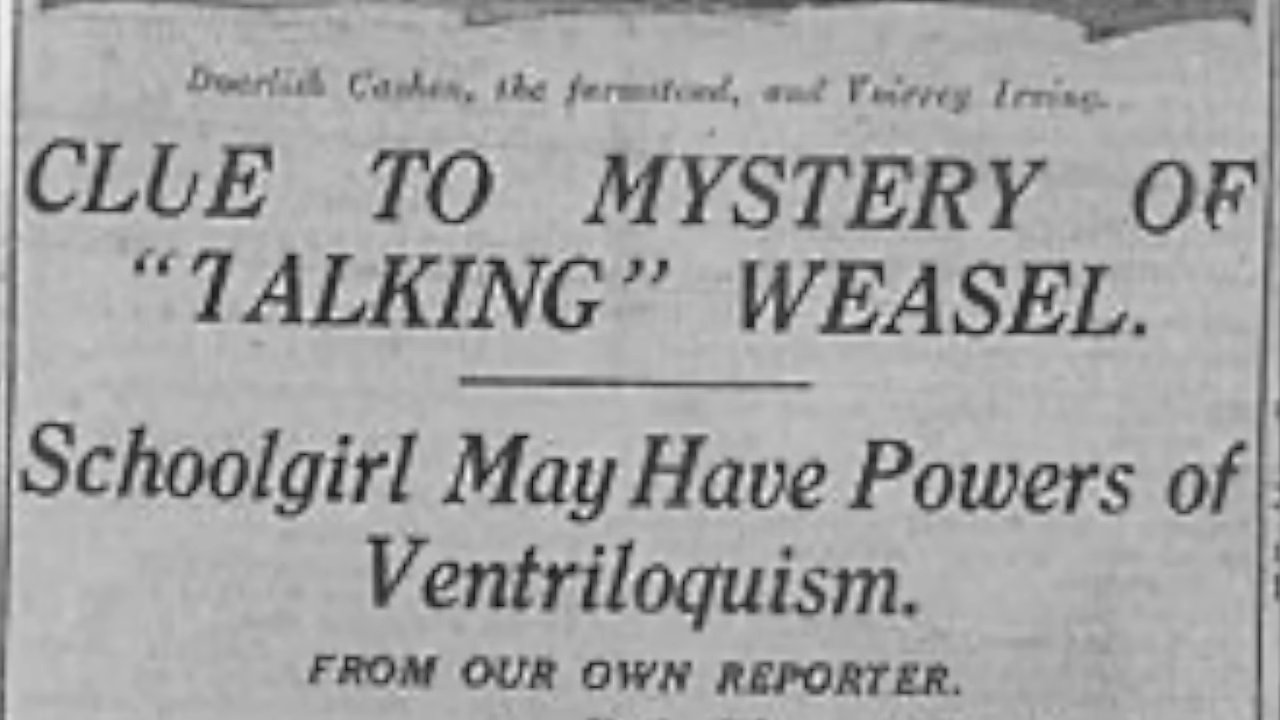 Doarlish Cashen, the farmstead, and Voirrey Irving.
CLUE TO MYSTERY OF
“TALKING” WEASEL.
Schoolgirl May Have Powers of
Ventriloquism.
FROM OUR OWN REPORTER.